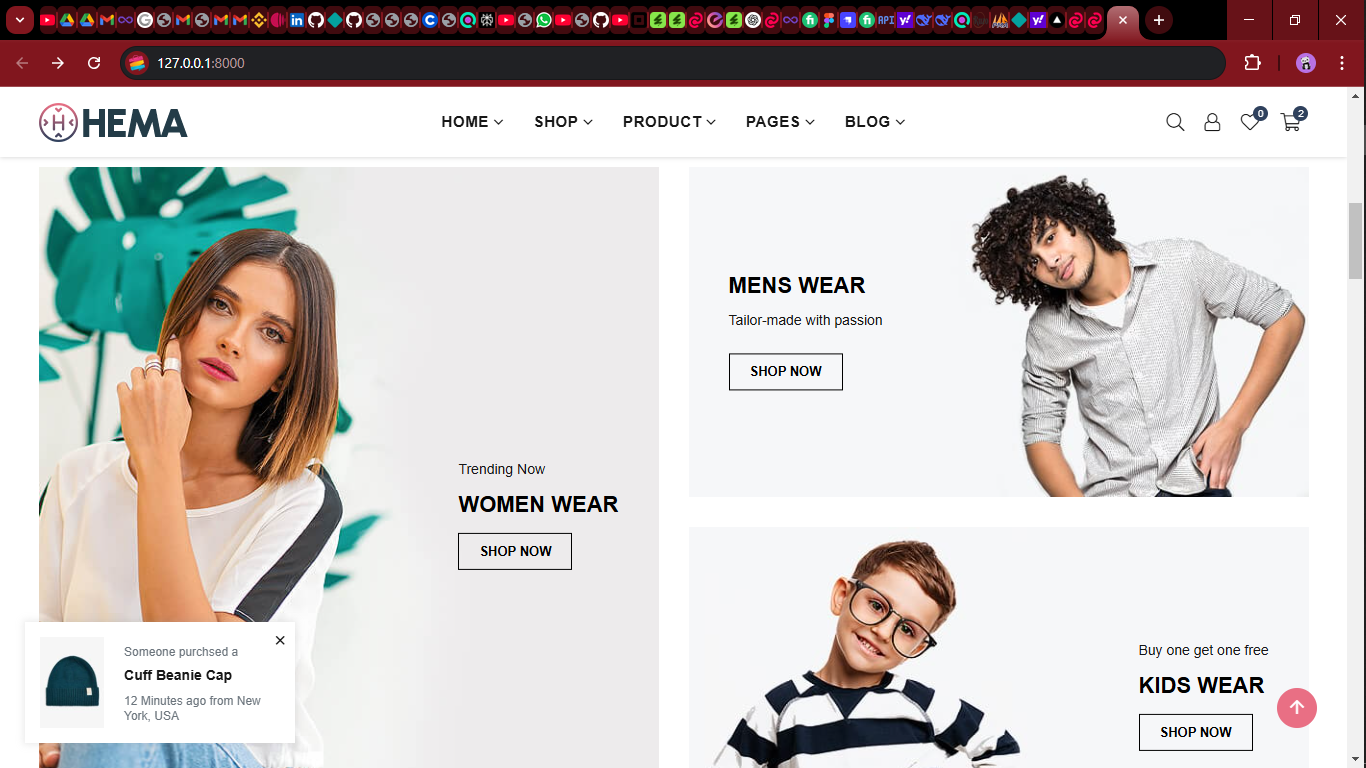 127.0.0.1:8000
HEMA
HOME
SHOP
PRODUCT
PAGES
BLOG
0
2
MENS WEAR
Tailor-made with passion
SHOP NOW
Trending Now
WOMEN WEAR
SHOP NOW
Buy one get one free
KIDS WEAR
SHOP NOW
Someone purchsed a
Cuff Beanie Cap
12 Minutes ago from New
York, USA